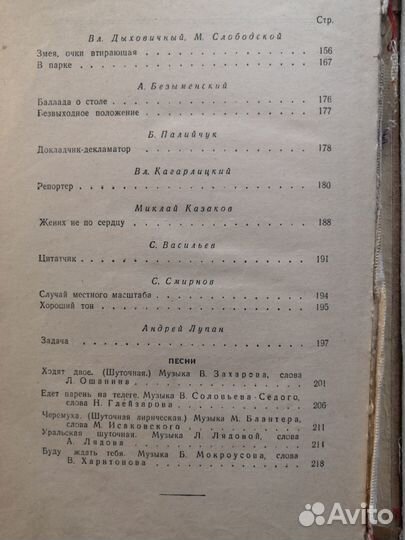 Стр.
Вл. Дыховичный, М. Слободской
Змея, очки втирающая . . . . . . . . . . . . . . 156
В парке . . . . . . . . . . . . . . . . . . 167
А. Безыменский
Баллада о столе . . . . . . . . . . . . . . . . 176
Безвыходное положение . . . . . . . . . . . . . 177
Б. Палийчук
Докладчик-декламатор . . . . . . . . . . . . . . 178
Вл. Кагарлицкий
Репортер . . . . . . . . . . . . . . . . . . 180
Миклай Казаков
Жених не по сердцу . . . . . . . . . . . . . . . 188
С. Васильев
Цитатчик . . . . . . . . . . . . . . . . . . 191
С. Смирнов
Случай местного масштаба . . . . . . . . . . . . 194
Хороший тон . . . . . . . . . . . . . . . . . 195
Андрей Лупан
Задача . . . . . . . . . . . . . . . . . . . 197
ПЕСНИ
Ходят двое. (Шуточная.) Музыка В. Захарова, слова
Л. Ошанина . . . . . . . . . . . . . . . . 201
Едет парень на телеге. Музыка В. Соловьева-Седого,
слова Н. Глейзарова . . . . . . . . . . . . . 206
Черемуха. (Шуточная лирическая.) Музыка М. Блантера,
слова М. Исаковского . . . . . . . . . . . . . 211
Уральская шуточная. Музыка Л. Лядовой, слова
А. Лядова . . . . . . . . . . . . . . . . 214
Буду ждать тебя. Музыка Б. Мокроусова, слова
В. Харитонова . . . . . . . . . . . . . . . 218
Avito